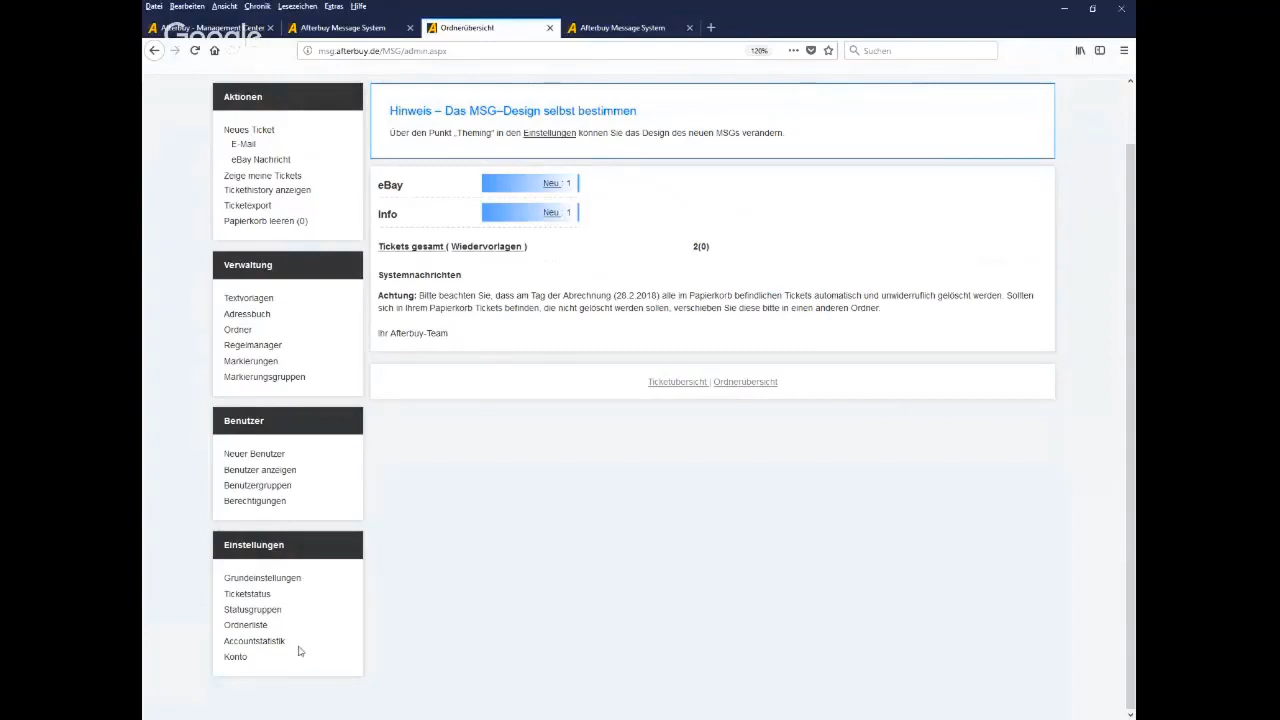 Datei Bearbeiten Ansicht Chronik Lesezeichen Extras Hilfe
Afterbuy - Management Center
Afterbuy Message System
Ordnerübersicht
Afterbuy Message System
Google
msg.afterbuy.de/MSG/admin.aspx
120%
Suchen
Aktionen
Neues Ticket
E-Mail
eBay Nachricht
Zeige meine Tickets
Tickethistory anzeigen
Ticketexport
Papierkorb leeren (0)
Verwaltung
Textvorlagen
Adressbuch
Ordner
Regelmanager
Markierungen
Markierungsgruppen
Benutzer
Neuer Benutzer
Benutzer anzeigen
Benutzergruppen
Berechtigungen
Einstellungen
Grundeinstellungen
Ticketstatus
Statusgruppen
Ordnerliste
Accountstatistik
Konto
Hinweis – Das MSG–Design selbst bestimmen
Über den Punkt „Theming" in den Einstellungen können Sie das Design des neuen MSGs verändern.
eBay Neu : 1
Info Neu : 1
Tickets gesamt ( Wiedervorlagen ) 2(0)
Systemnachrichten
Achtung: Bitte beachten Sie, dass am Tag der Abrechnung (28.2.2018) alle im Papierkorb befindlichen Tickets automatisch und unwiderruflich gelöscht werden. Sollten
sich in Ihrem Papierkorb Tickets befinden, die nicht gelöscht werden sollen, verschieben Sie diese bitte in einen anderen Ordner.
Ihr Afterbuy-Team
Ticketübersicht | Ordnerübersicht